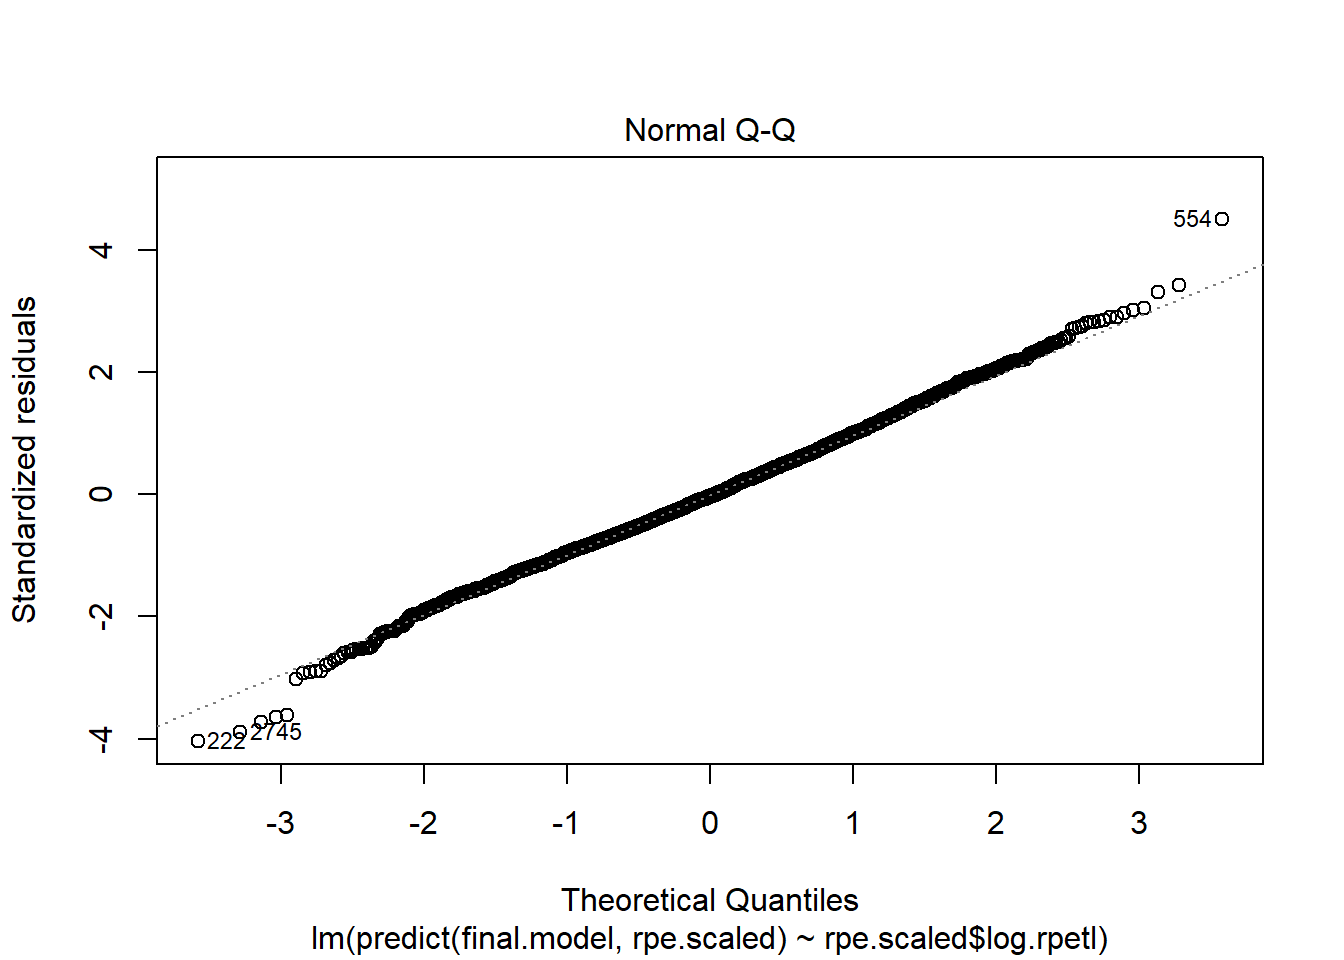 Normal Q-Q
Standardized residuals
4
2
0
-2
-4
554
2745
222
-3 -2 -1 0 1 2 3
Theoretical Quantiles
lm(predict(final.model, rpe.scaled) ~ rpe.scaled$log.rpetl)